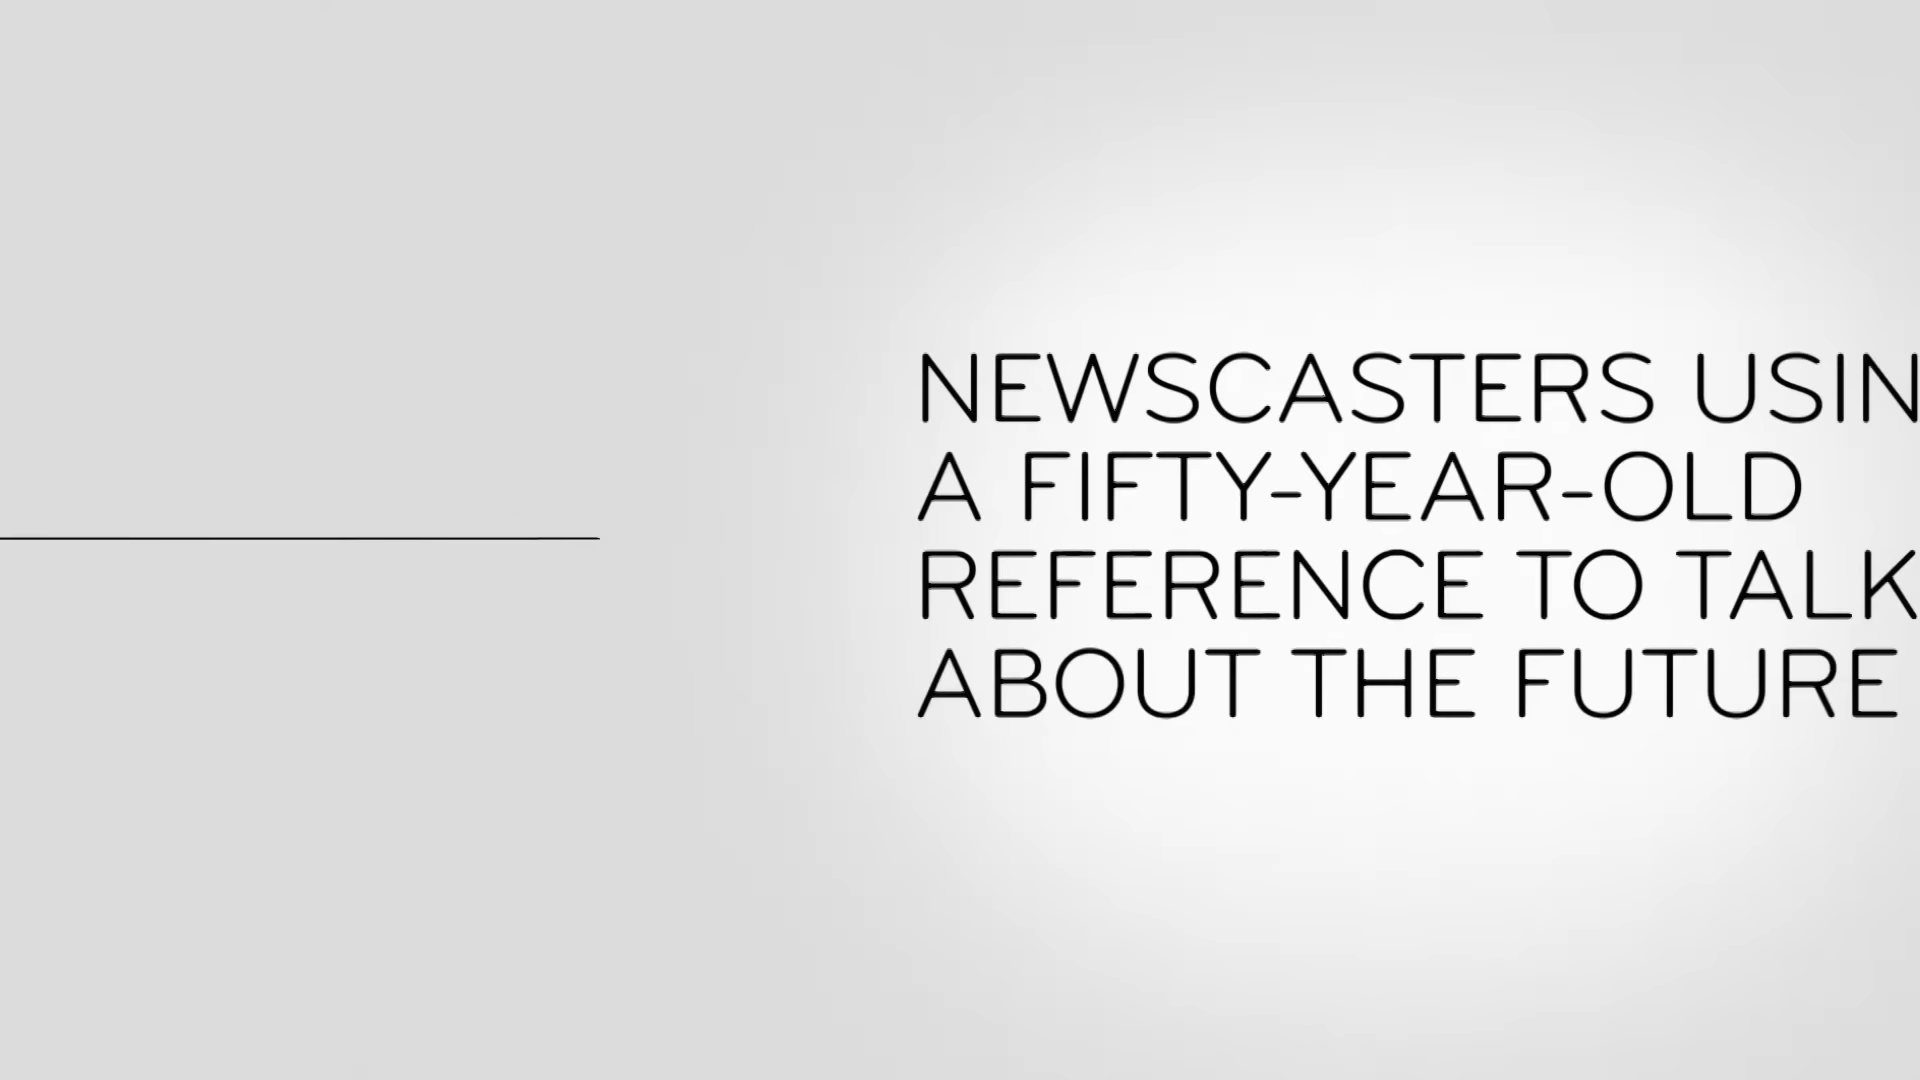 NEWSCASTERS USIN
A FIFTY-YEAR-OLD
REFERENCE TO TALK
ABOUT THE FUTURE